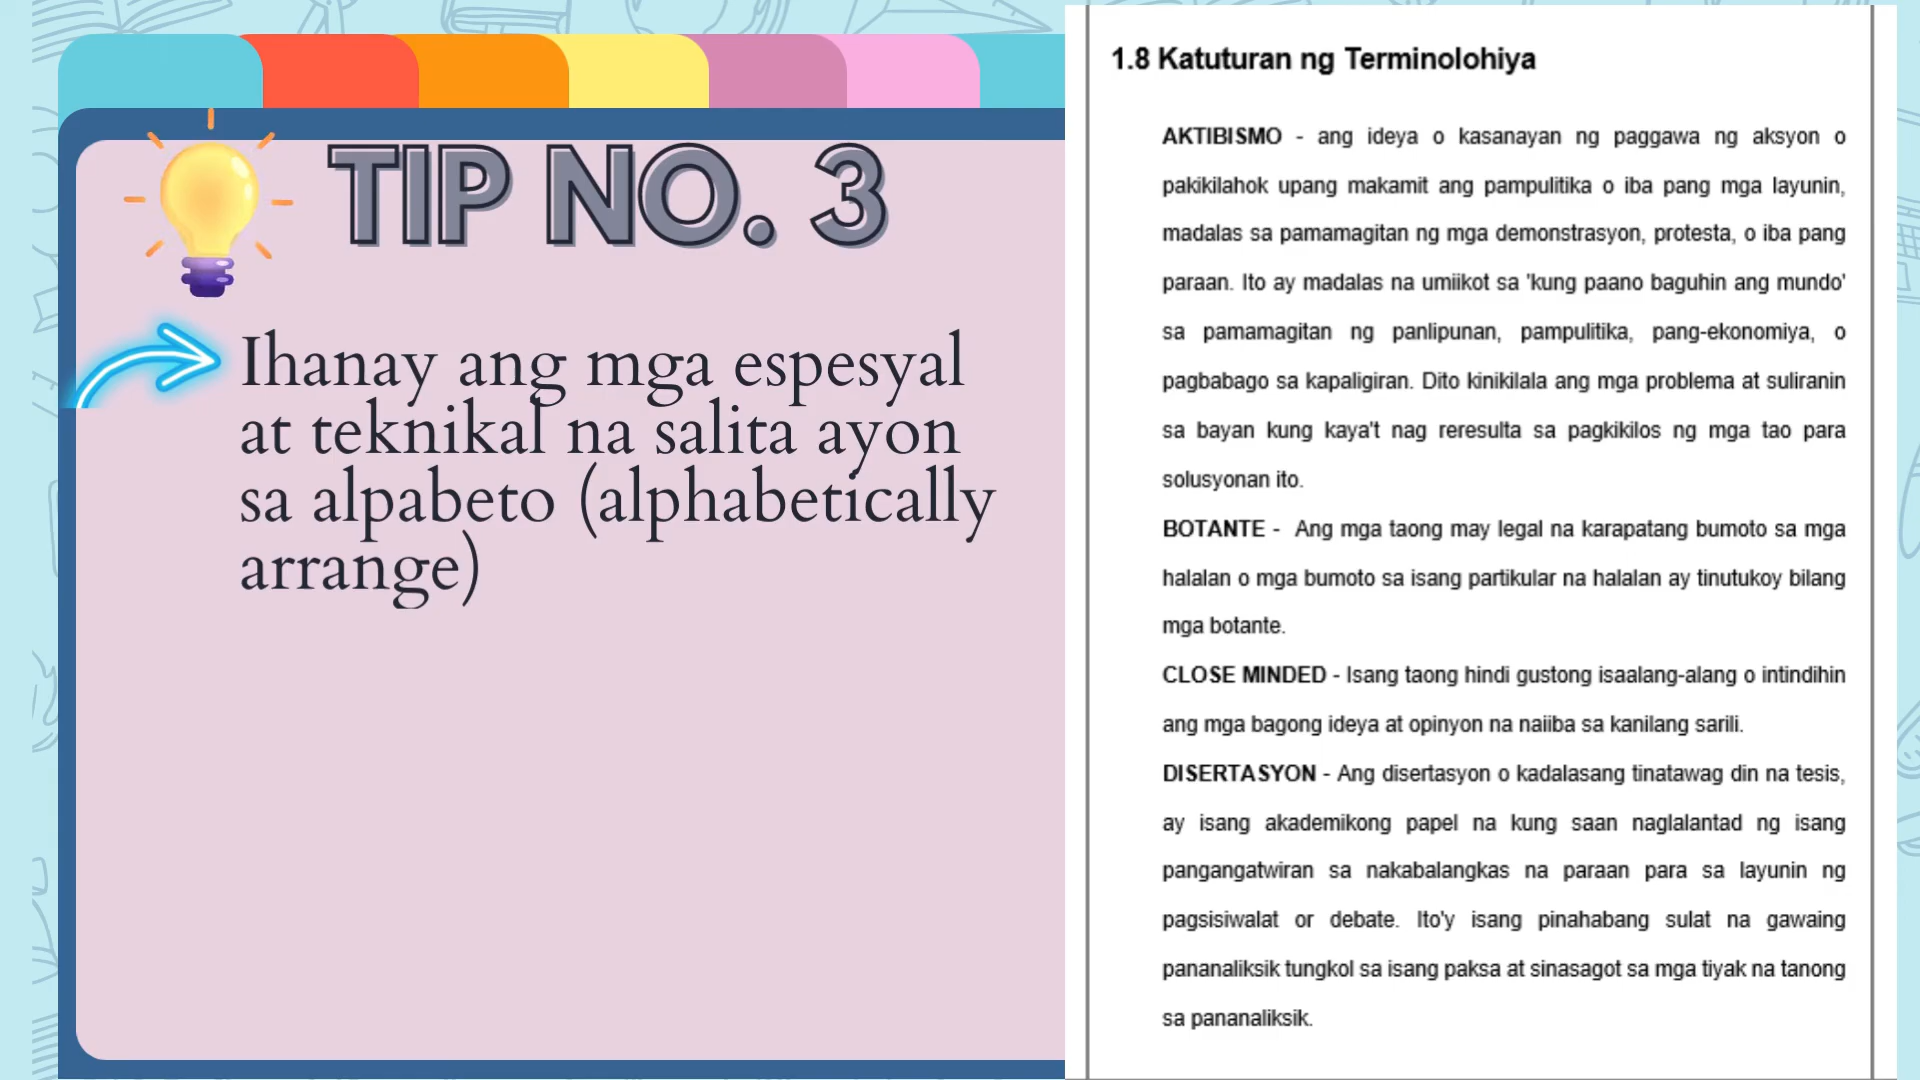 TIP NO. 3
Ihanay ang mga espesyal
at teknikal na salita ayon
sa alpabeto (alphabetically
arrange)
1.8 Katuturan ng Terminolohiya
AKTIBISMO - ang ideya o kasanayan ng paggawa ng aksyon o
pakikilahok upang makamit ang pampulitika o iba pang mga layunin,
madalas sa pamamagitan ng mga demonstrasyon, protesta, o iba pang
paraan. Ito ay madalas na umiikot sa 'kung paano baguhin ang mundo'
sa pamamagitan ng panlipunan, pampulitika, pang-ekonomiya, o
pagbabago sa kapaligiran. Dito kinikilala ang mga problema at suliranin
sa bayan kung kaya't nag reresulta sa pagkikilos ng mga tao para
solusyonan ito.
BOTANTE - Ang mga taong may legal na karapatang bumoto sa mga
halalan o mga bumoto sa isang partikular na halalan ay tinutukoy bilang
mga botante.
CLOSE MINDED - Isang taong hindi gustong isaalang-alang o intindihin
ang mga bagong ideya at opinyon na naiiba sa kanilang sarili.
DISERTASYON - Ang disertasyon o kadalasang tinatawag din na tesis,
ay isang akademikong papel na kung saan naglalantad ng isang
pangangatwiran sa nakabalangkas na paraan para sa layunin ng
pagsisiwalat or debate. Ito'y isang pinahabang sulat na gawaing
pananaliksik tungkol sa isang paksa at sinasagot sa mga tiyak na tanong
sa pananaliksik.